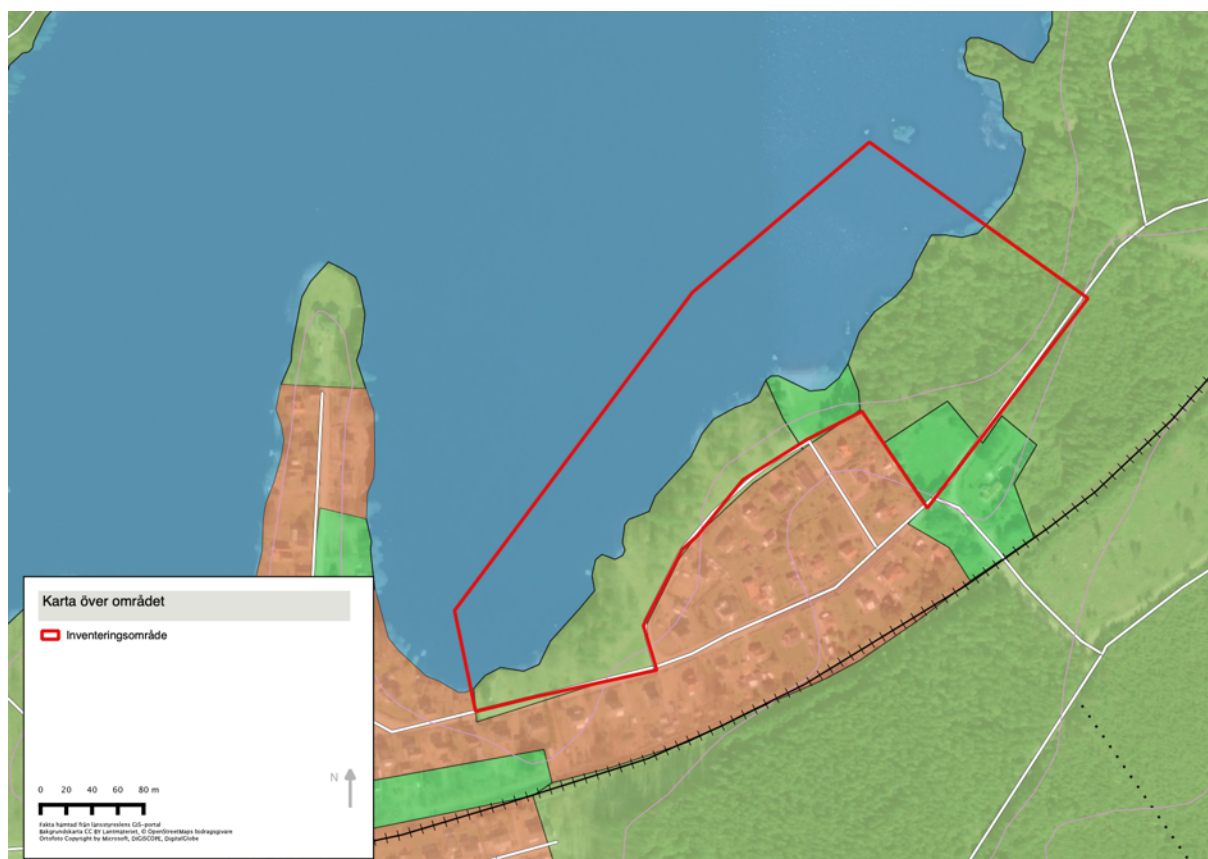 Karta över området
Inventeringsområde
N
0 20 40 60 80 m
Fakta hämtad från länsstyrelsens GIS-portal
Bakgrundskarta CC BY Lantmäteriet, © OpenStreetMaps bidragsgivare
Ortofoto Copyright by Microsoft, DIGISCOPE, DigitalGlobe